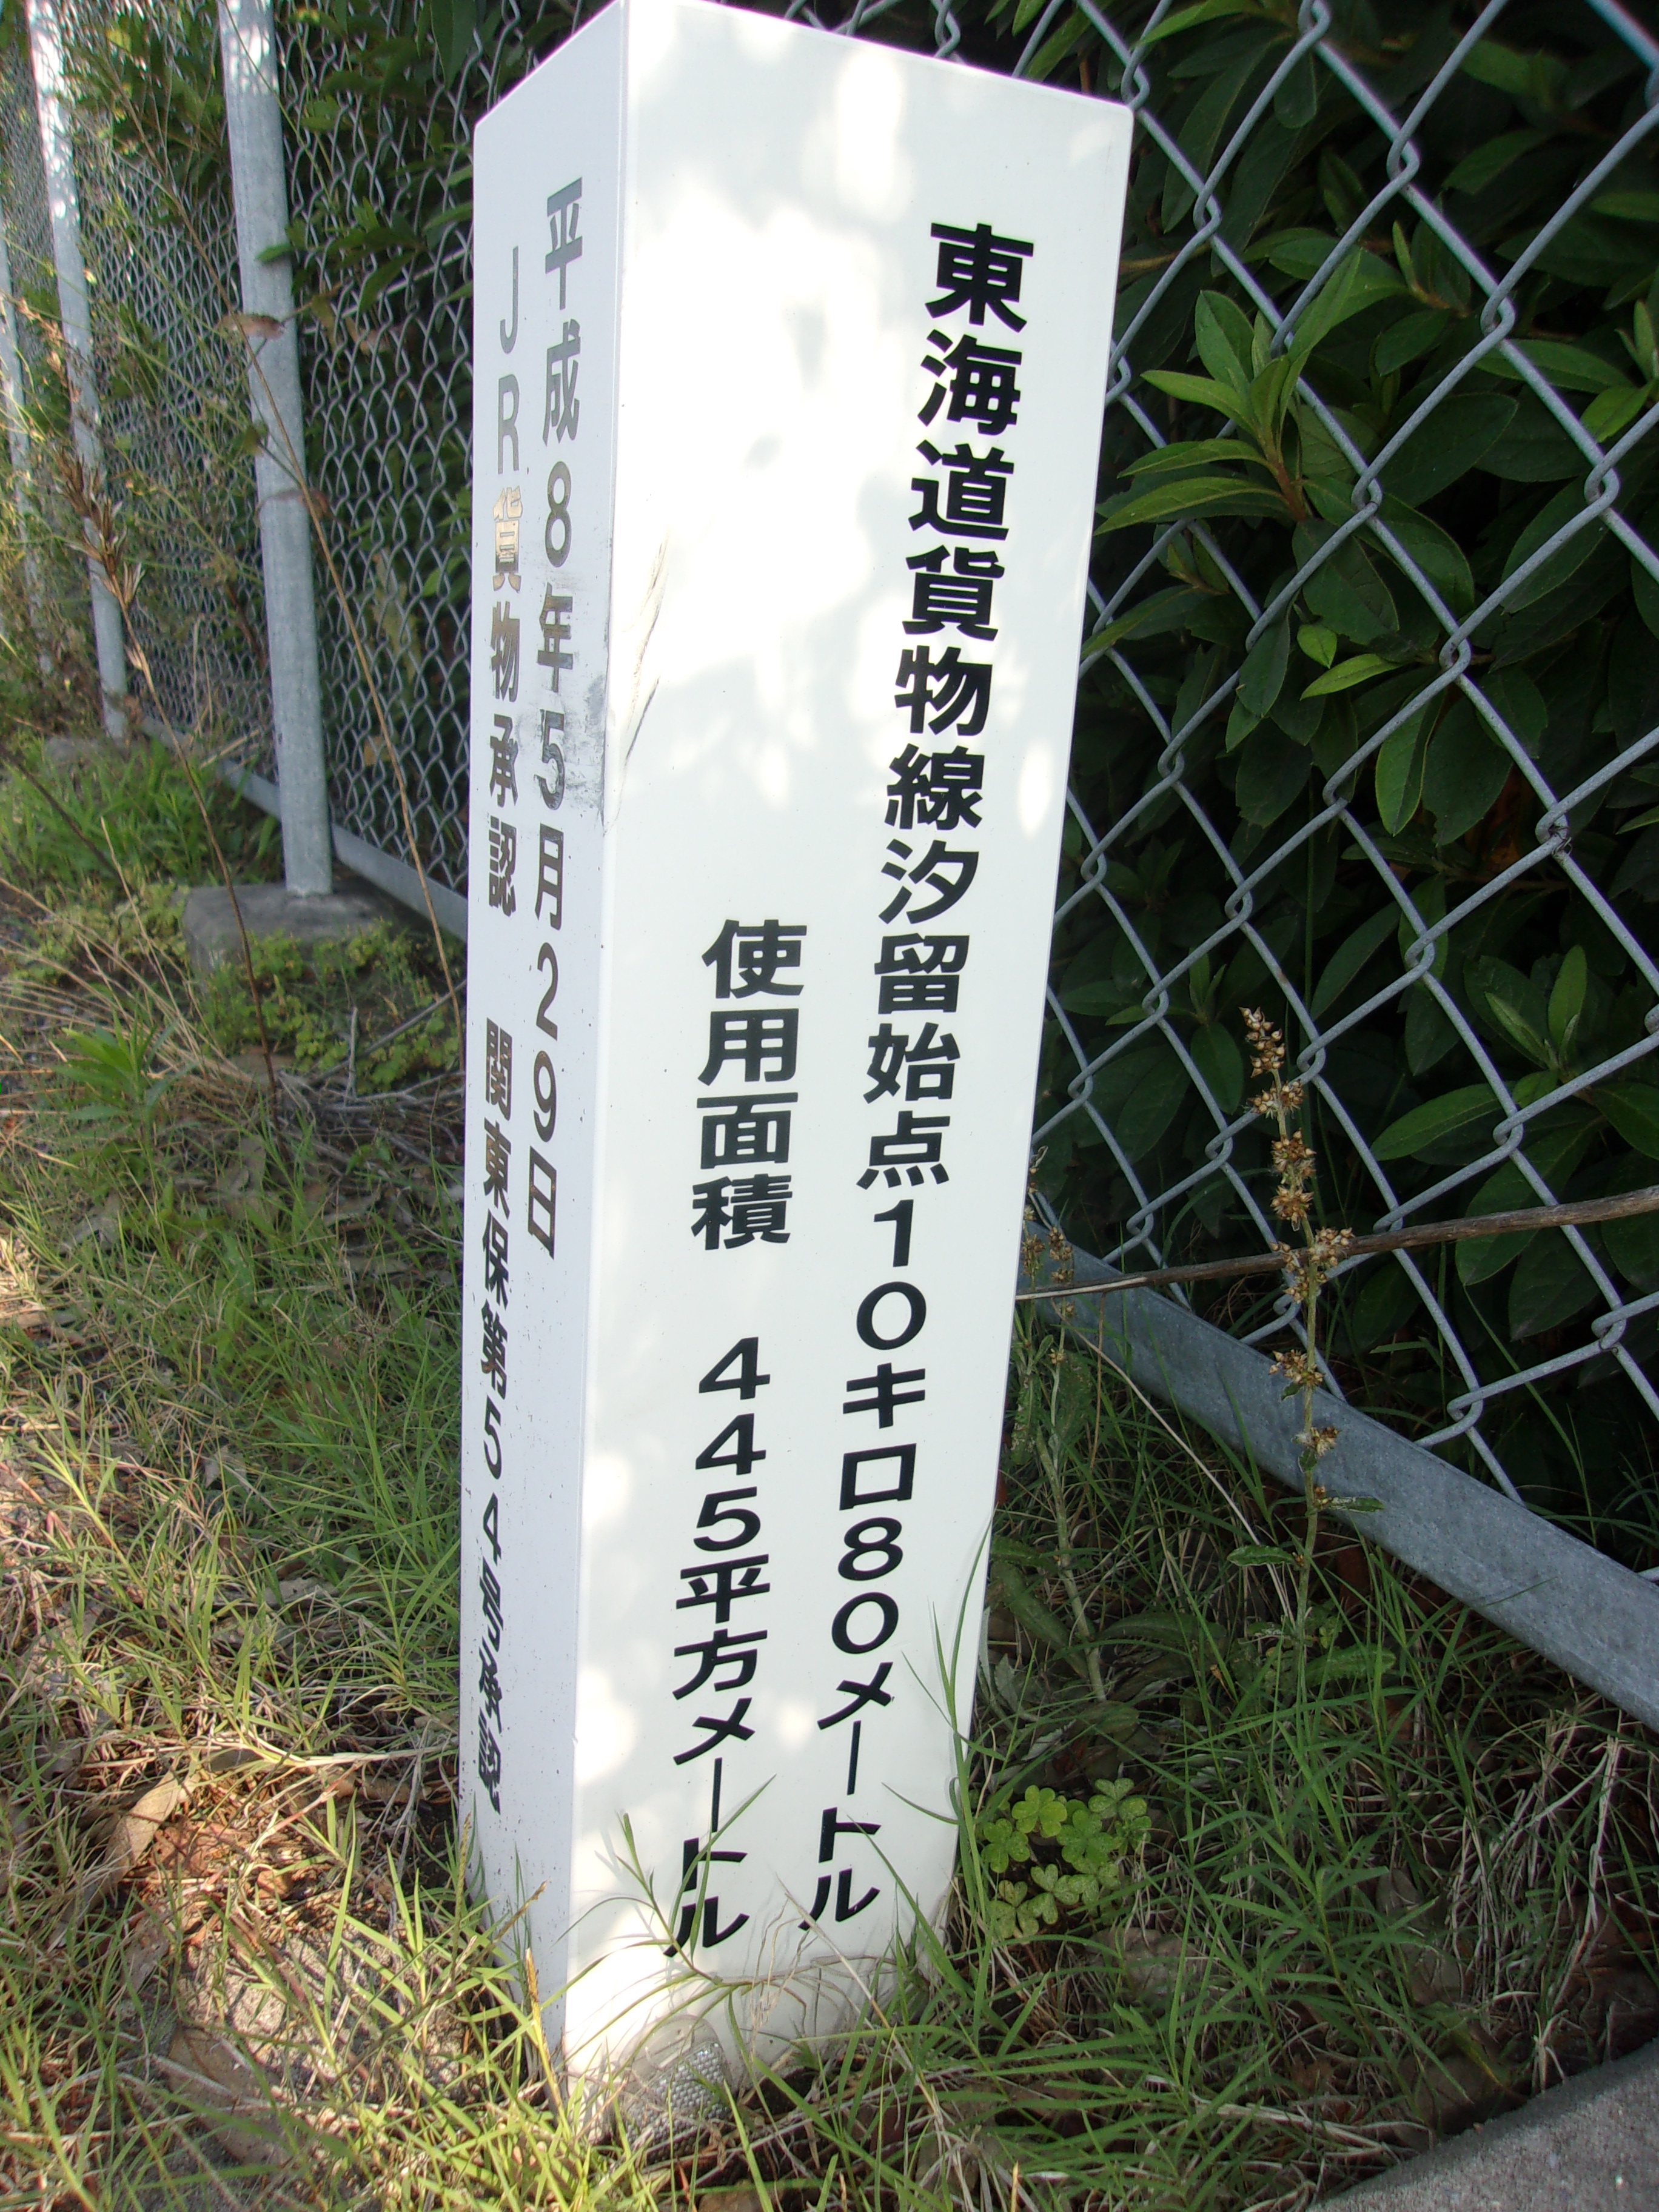 東海道貨物線汐留始点10キロ80メートル
使用面積　445平方メートル
平成8年5月29日
JR貨物承認　関東保第54号承認